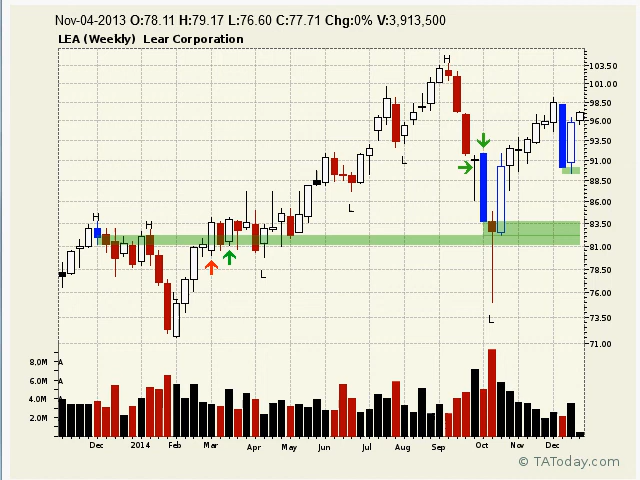 Nov-04-2013 O:78.11 H:79.17 L:76.60 C:77.71 Chg:0% V:3,913,500
LEA (Weekly) Lear Corporation
H
103.50
101.00
98.50
96.00
93.50
L
91.00
88.50
L
86.00
H
H
83.50
81.00
L
78.50
L
76.00
L
73.50
71.00
8.0M
A
6.0M
A
4.0M
A
2.0M
Dec 2014 Feb Mar Apr May Jun Jul Aug Sep Oct Nov Dec
© TAToday.com